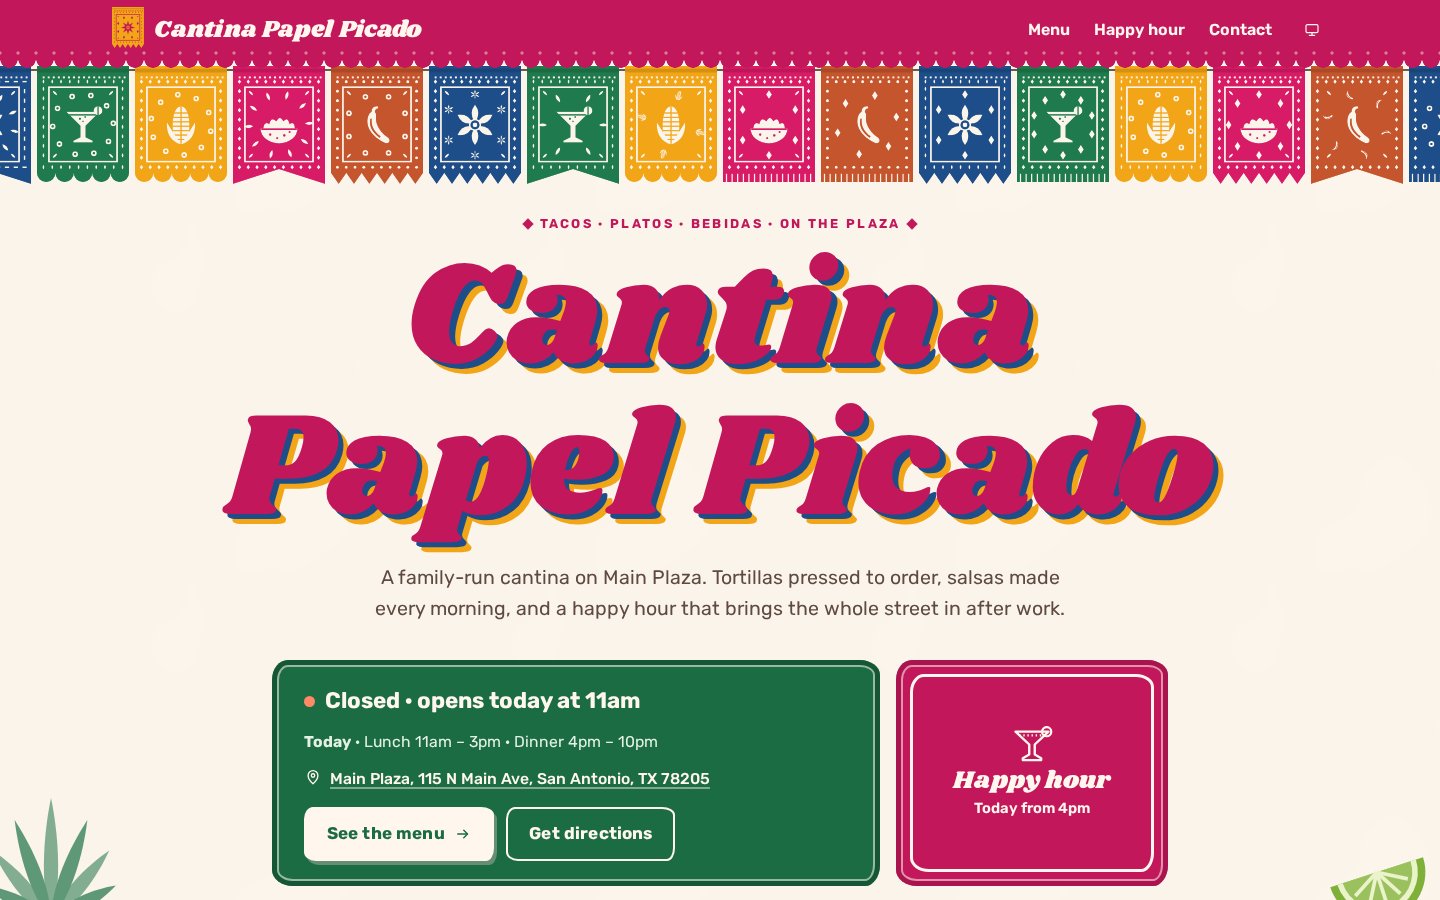 Cantina Papel Picado
Menu
Happy hour
Contact
TACOS • PLATOS • BEBIDAS • ON THE PLAZA
Cantina
Papel Picado
A family-run cantina on Main Plaza. Tortillas pressed to order, salsas made
every morning, and a happy hour that brings the whole street in after work.
Closed • opens today at 11am
Today • Lunch 11am – 3pm • Dinner 4pm – 10pm
Main Plaza, 115 N Main Ave, San Antonio, TX 78205
See the menu →
Get directions
Happy hour
Today from 4pm